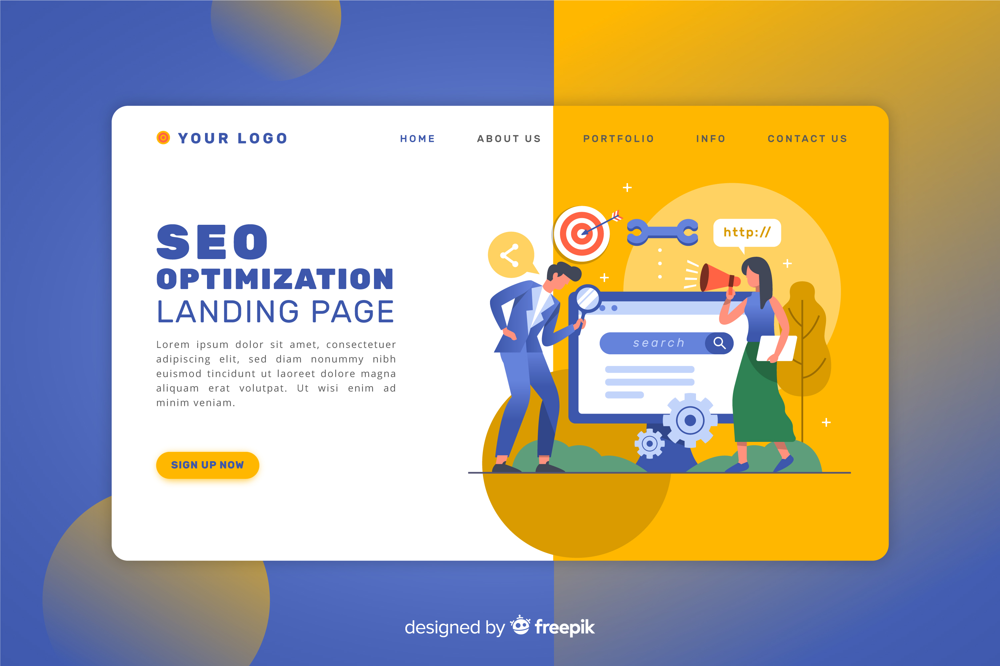 YOUR LOGO
HOME ABOUT US PORTFOLIO INFO CONTACT US
SEO
OPTIMIZATION
LANDING PAGE
Lorem ipsum dolor sit amet, consectetuer
adipiscing elit, sed diam nonummy nibh
euismod tincidunt ut laoreet dolore magna
aliquam erat volutpat. Ut wisi enim ad
minim veniam.
SIGN UP NOW
http://
search
designed by freepik